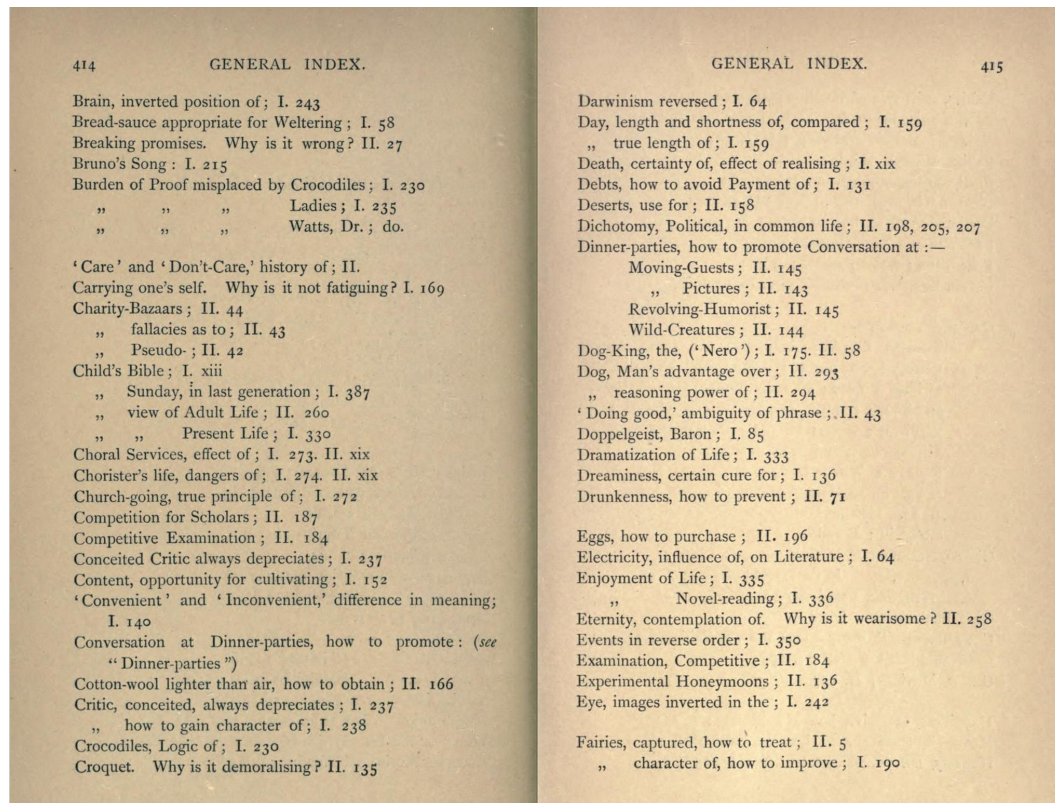 414 GENERAL INDEX.
Brain, inverted position of; I. 243
Bread-sauce appropriate for Weltering; I. 58
Breaking promises. Why is it wrong? II. 27
Bruno's Song: I. 215
Burden of Proof misplaced by Crocodiles; I. 230
„ „ „ Ladies; I. 235
„ „ „ Watts, Dr.; do.
'Care' and 'Don't-Care,' history of; II.
Carrying one's self. Why is it not fatiguing? I. 169
Charity-Bazaars; II. 44
„ fallacies as to; II. 43
„ Pseudo-; II. 42
Child's Bible; I. xiii
„ Sunday, in last generation; I. 387
„ view of Adult Life; II. 260
„ „ Present Life; I. 330
Choral Services, effect of; I. 273. II. xix
Chorister's life, dangers of; I. 274. II. xix
Church-going, true principle of; I. 272
Competition for Scholars; II. 187
Competitive Examination; II. 184
Conceited Critic always depreciates; I. 237
Content, opportunity for cultivating; I. 152
'Convenient' and 'Inconvenient,' difference in meaning;
I. 140
Conversation at Dinner-parties, how to promote: (see
"Dinner-parties")
Cotton-wool lighter than air, how to obtain; II. 166
Critic, conceited, always depreciates; I. 237
„ how to gain character of; I. 238
Crocodiles, Logic of; I. 230
Croquet. Why is it demoralising? II. 135
GENERAL INDEX. 415
Darwinism reversed; I. 64
Day, length and shortness of, compared; I. 159
„ true length of; I. 159
Death, certainty of, effect of realising; I. xix
Debts, how to avoid Payment of; I. 131
Deserts, use for; II. 158
Dichotomy, Political, in common life; II. 198, 205, 207
Dinner-parties, how to promote Conversation at:—
Moving-Guests; II. 145
„ Pictures; II. 143
Revolving-Humorist; II. 145
Wild-Creatures; II. 144
Dog-King, the, ('Nero'); I. 175. II. 58
Dog, Man's advantage over; II. 293
„ reasoning power of; II. 294
'Doing good,' ambiguity of phrase; II. 43
Doppelgeist, Baron; I. 85
Dramatization of Life; I. 333
Dreaminess, certain cure for; I. 136
Drunkenness, how to prevent; II. 71
Eggs, how to purchase; II. 196
Electricity, influence of, on Literature; I. 64
Enjoyment of Life; I. 335
„ Novel-reading; I. 336
Eternity, contemplation of. Why is it wearisome? II. 258
Events in reverse order; I. 350
Examination, Competitive; II. 184
Experimental Honeymoons; II. 136
Eye, images inverted in the; I. 242
Fairies, captured, how to treat; II. 5
„ character of, how to improve; I. 190